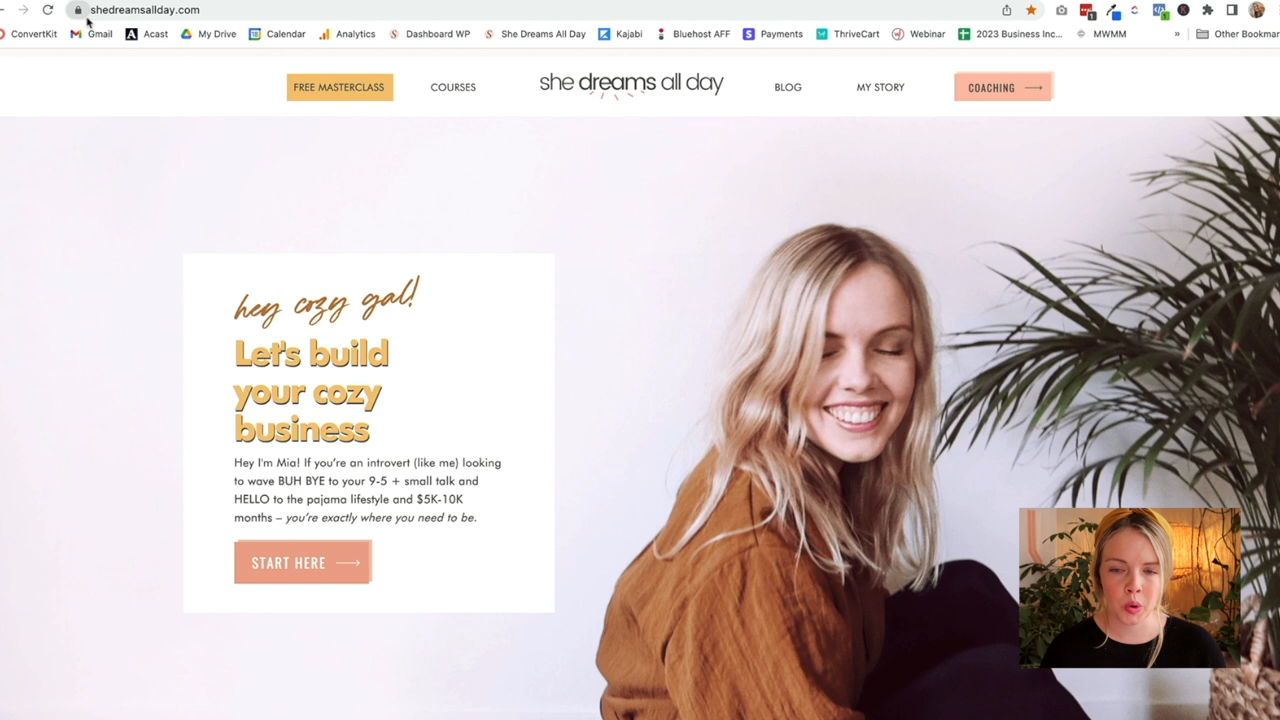 shedreamsallday.com
ConvertKit Gmail Acast My Drive Calendar Analytics Dashboard WP She Dreams All Day Kajabi Bluehost AFF Payments ThriveCart Webinar 2023 Business Inc... MWMM » Other Bookmar
FREE MASTERCLASS COURSES she dreams all day BLOG MY STORY COACHING
hey cozy gal!
Let's build
your cozy
business
Hey I'm Mia! If you're an introvert (like me) looking
to wave BUH BYE to your 9-5 + small talk and
HELLO to the pajama lifestyle and $5K-10K
months – you're exactly where you need to be.
START HERE